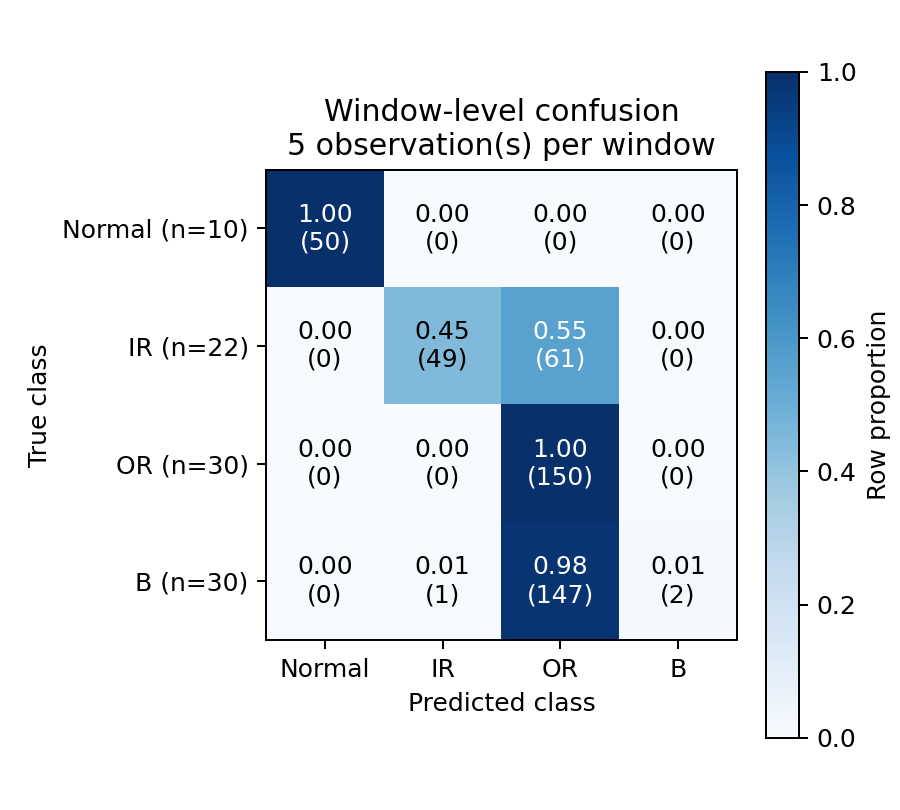 Window-level confusion
5 observation(s) per window
True class
Normal (n=10)
1.00 0.00 0.00 0.00
(50) (0) (0) (0)
IR (n=22)
0.00 0.45 0.55 0.00
(0) (49) (61) (0)
OR (n=30)
0.00 0.00 1.00 0.00
(0) (0) (150) (0)
B (n=30)
0.00 0.01 0.98 0.01
(0) (1) (147) (2)
Normal IR OR B
Predicted class
1.0
0.8
0.6
0.4
0.2
0.0
Row proportion